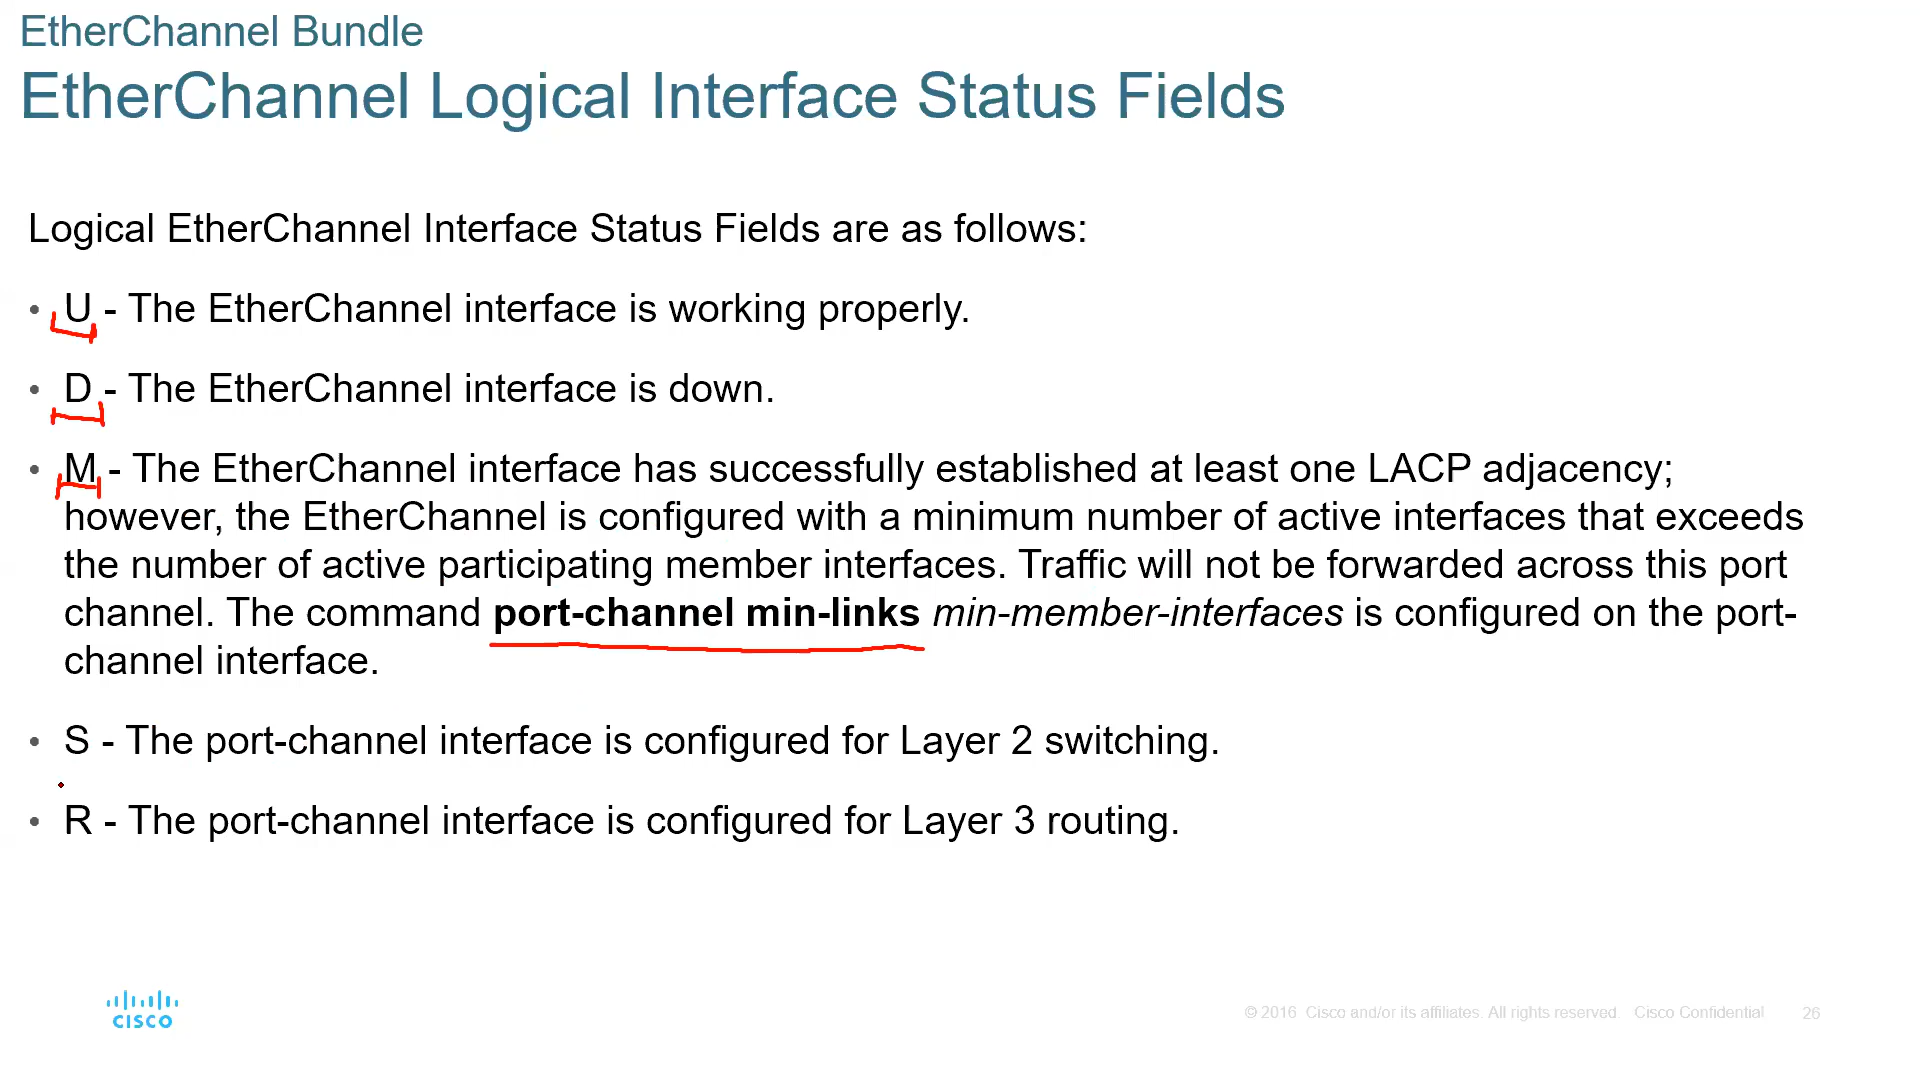 EtherChannel Bundle
EtherChannel Logical Interface Status Fields
Logical EtherChannel Interface Status Fields are as follows:
• U - The EtherChannel interface is working properly.
• D - The EtherChannel interface is down.
• M - The EtherChannel interface has successfully established at least one LACP adjacency;
however, the EtherChannel is configured with a minimum number of active interfaces that exceeds
the number of active participating member interfaces. Traffic will not be forwarded across this port
channel. The command port-channel min-links min-member-interfaces is configured on the port-
channel interface.
• S - The port-channel interface is configured for Layer 2 switching.
• R - The port-channel interface is configured for Layer 3 routing.
CISCO
© 2016 Cisco and/or its affiliates. All rights reserved. Cisco Confidential 26